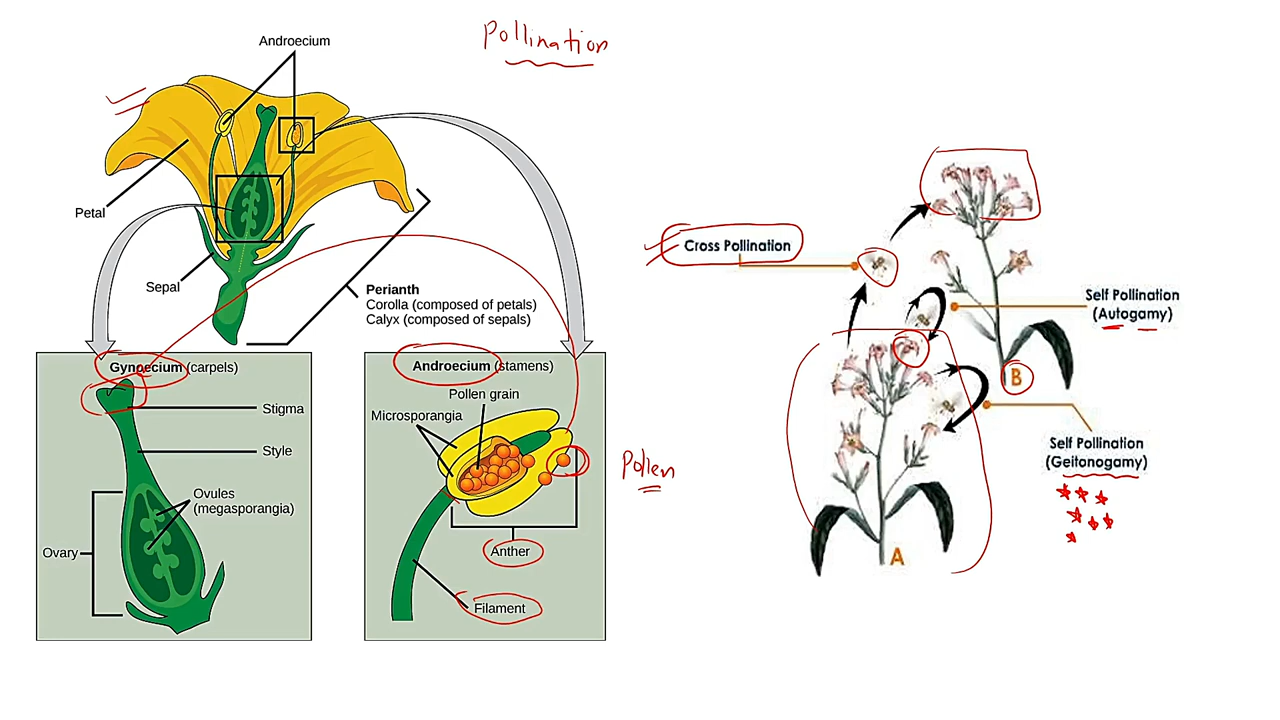 Pollination
Androecium
Petal
Sepal
Perianth
Corolla (composed of petals)
Calyx (composed of sepals)
Gynoecium (carpels)
Stigma
Style
Ovules
(megasporangia)
Ovary
Androecium (stamens)
Pollen grain
Microsporangia
Anther
Filament
Pollen
Cross Pollination
Self Pollination
(Autogamy)
B
Self Pollination
(Geitonogamy)
A